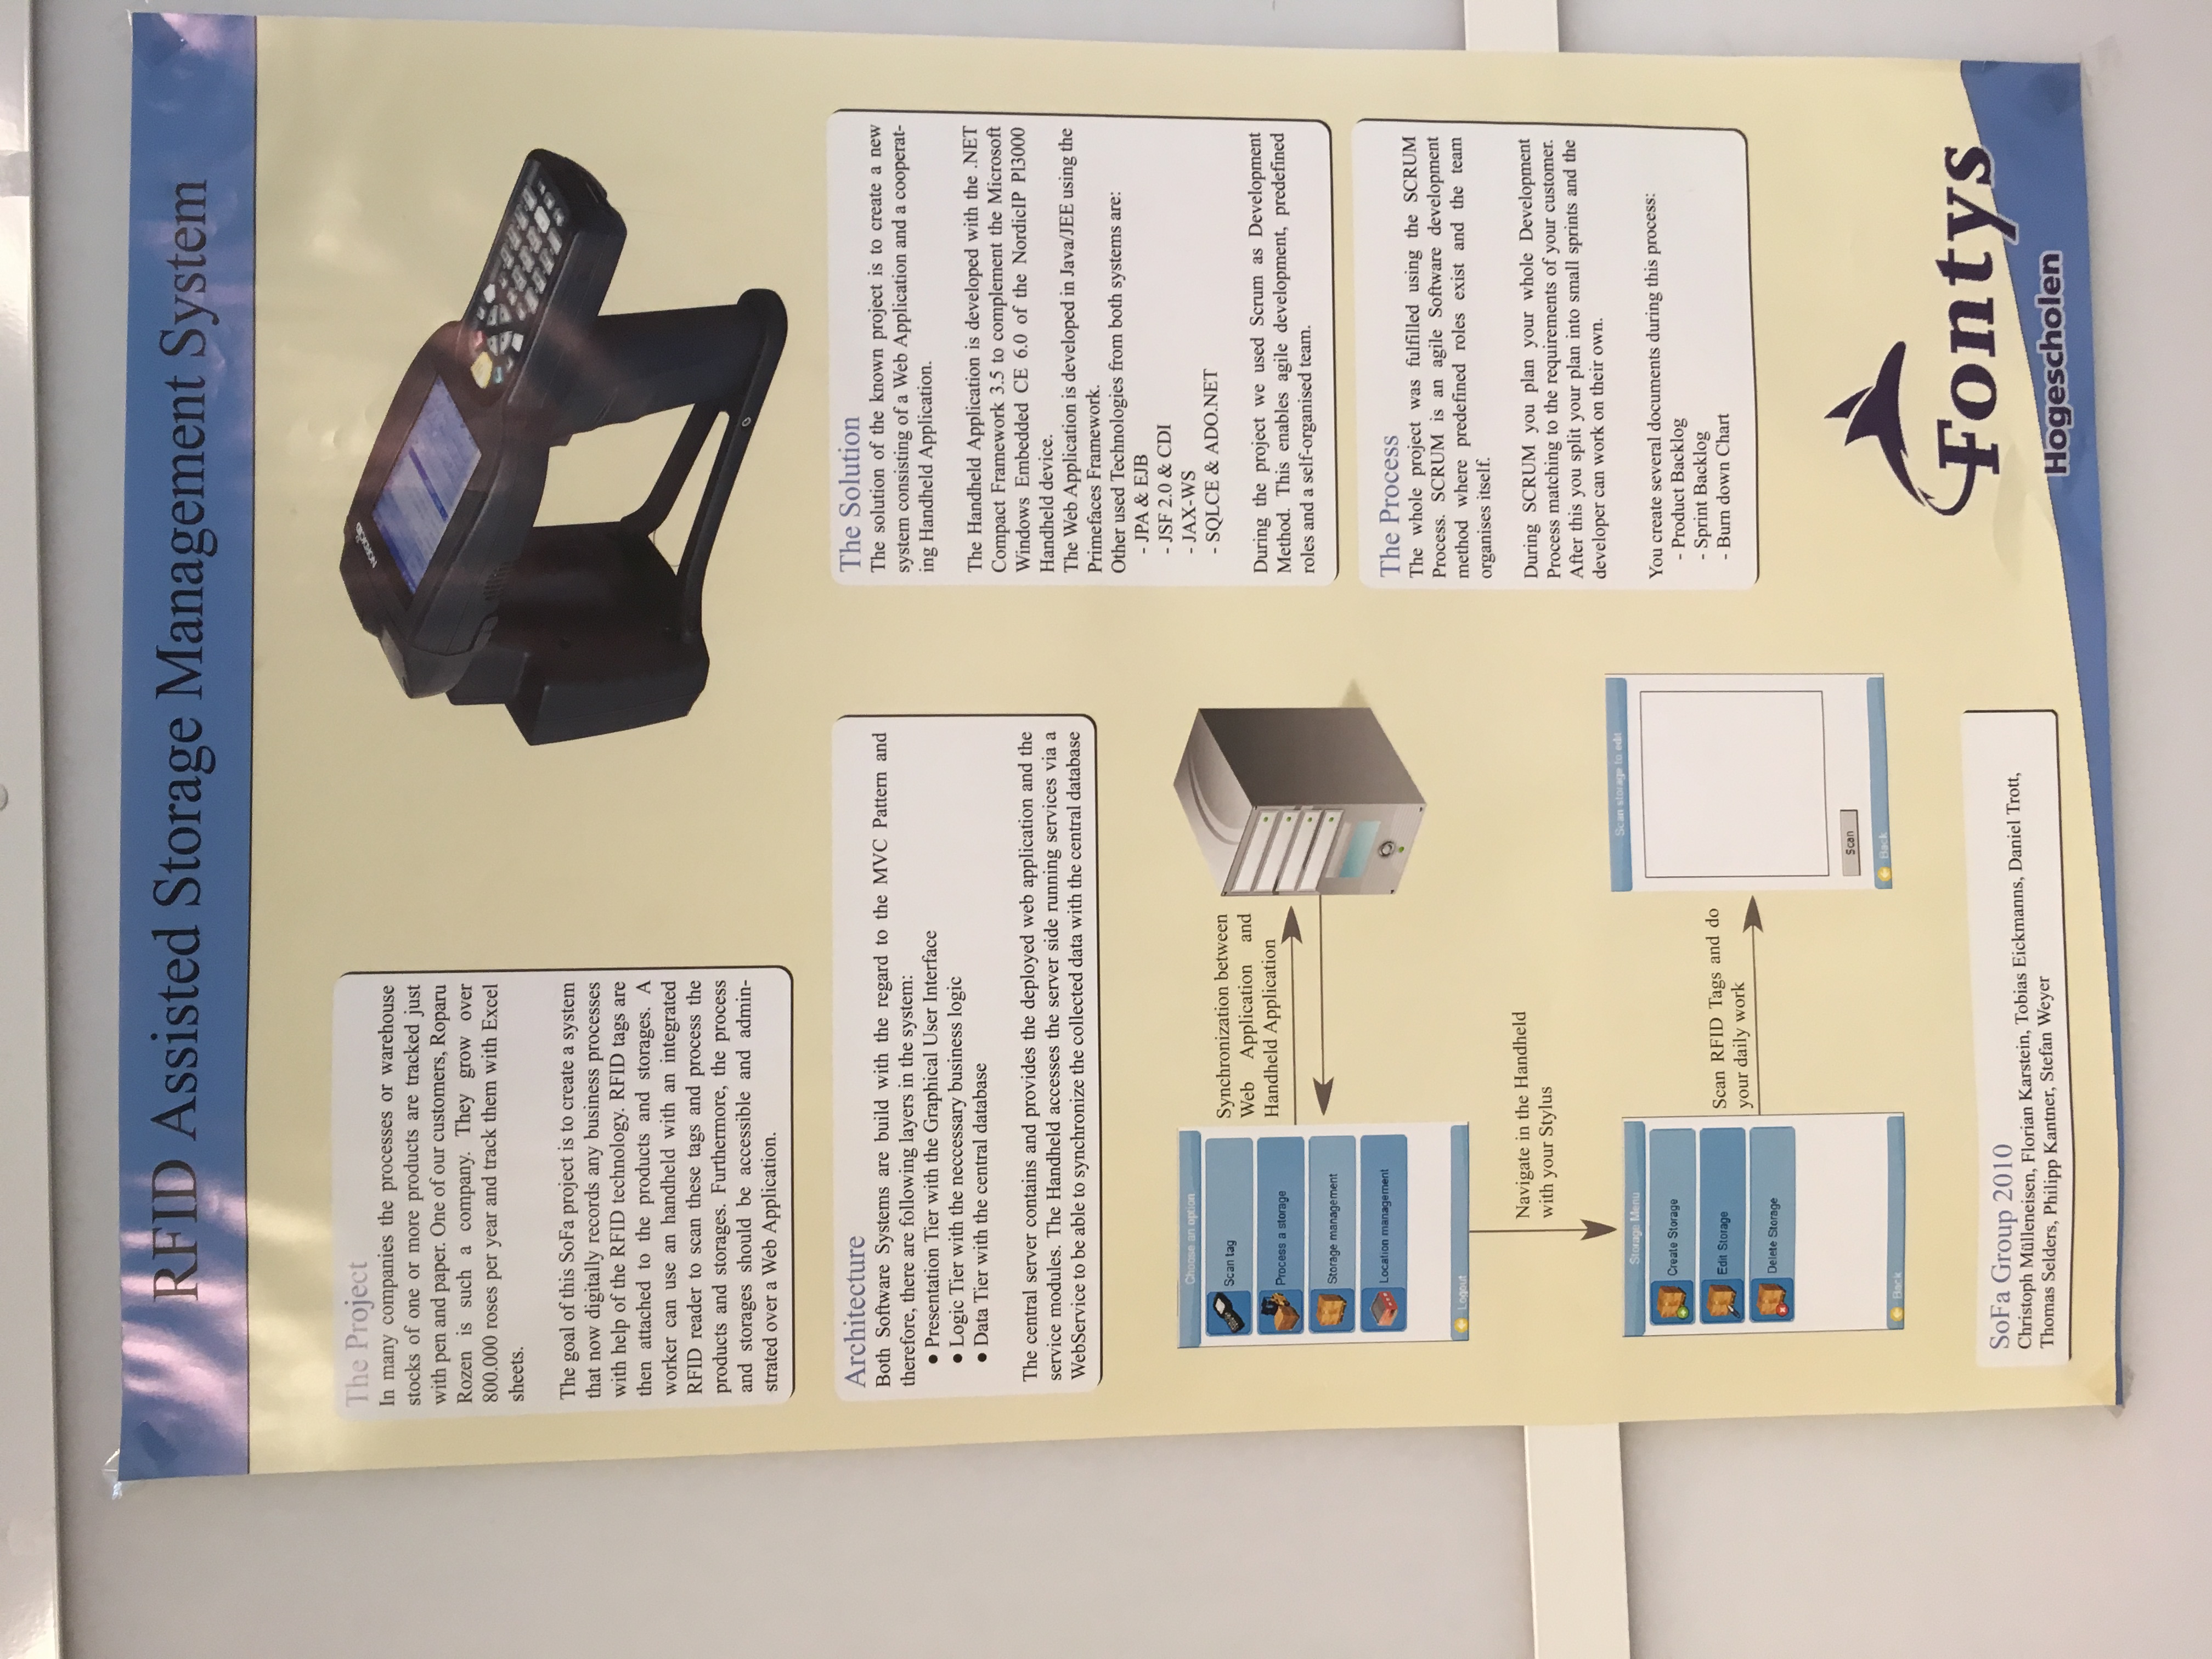 RFID Assisted Storage Management System
The Project
In many companies the processes or warehouse
stocks of one or more products are tracked just
with pen and paper. One of our customers, Roparu
Rozen is such a company. They grow over
800.000 roses per year and track them with Excel
sheets.
The goal of this SoFa project is to create a system
that now digitally records any business processes
with help of the RFID technology. RFID tags are
then attached to the products and storages. A
worker can use an handheld with an integrated
RFID reader to scan these tags and process the
products and storages. Furthermore, the process
and storages should be accessible and admin-
strated over a Web Application.
NORDICID
Architecture
Both Software Systems are build with the regard to the MVC Pattern and
therefore, there are following layers in the system:
● Presentation Tier with the Graphical User Interface
● Logic Tier with the neccessary business logic
● Data Tier with the central database
The central server contains and provides the deployed web application and the
service modules. The Handheld accesses the server side running services via a
WebService to be able to synchronize the collected data with the central database
The Solution
The solution of the known project is to create a new
system consisting of a Web Application and a cooperat-
ing Handheld Application.
The Handheld Application is developed with the .NET
Compact Framework 3.5 to complement the Microsoft
Windows Embedded CE 6.0 of the NordicIP Pl3000
Handheld device.
The Web Application is developed in Java/JEE using the
Primefaces Framework.
Other used Technologies from both systems are:
- JPA & EJB
- JSF 2.0 & CDI
- JAX-WS
- SQLCE & ADO.NET
During the project we used Scrum as Development
Method. This enables agile development, predefined
roles and a self-organised team.
Choose an option
Scan tag
Process a storage
Storage management
Location management
Logout
Synchronization between
Web Application and
Handheld Application
Navigate in the Handheld
with your Stylus
Storage Menu
Create Storage
Edit Storage
Delete Storage
Back
Scan RFID Tags and do
your daily work
Scan storage to edit
Scan
Back
The Process
The whole project was fulfilled using the SCRUM
Process. SCRUM is an agile Software development
method where predefined roles exist and the team
organises itself.
During SCRUM you plan your whole Development
Process matching to the requirements of your customer.
After this you split your plan into small sprints and the
developer can work on their own.
You create several documents during this process:
- Product Backlog
- Sprint Backlog
- Burn down Chart
SoFa Group 2010
Christoph Mülleneisen, Florian Karstein, Tobias Eickmanns, Daniel Trott,
Thomas Selders, Philipp Kantner, Stefan Weyer
Fontys
Hogescholen